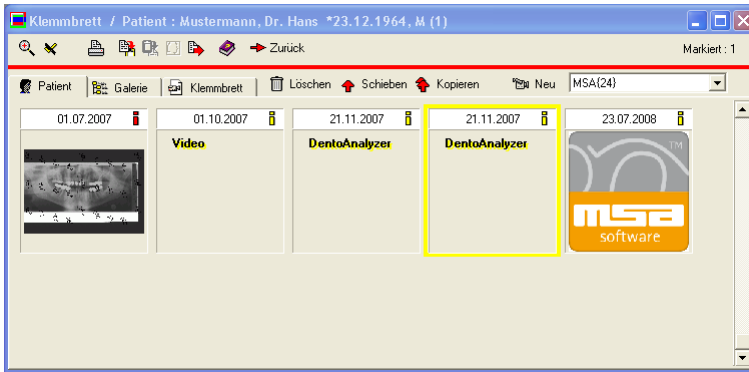 Klemmbrett / Patient : Mustermann, Dr. Hans *23.12.1964, M (1)
Zurück Markiert : 1
Patient Galerie Klemmbrett Löschen Schieben Kopieren Neu MSA{24}
01.07.2007 01.10.2007 21.11.2007 21.11.2007 23.07.2008
Video DentoAnalyzer DentoAnalyzer
TM
msa
software